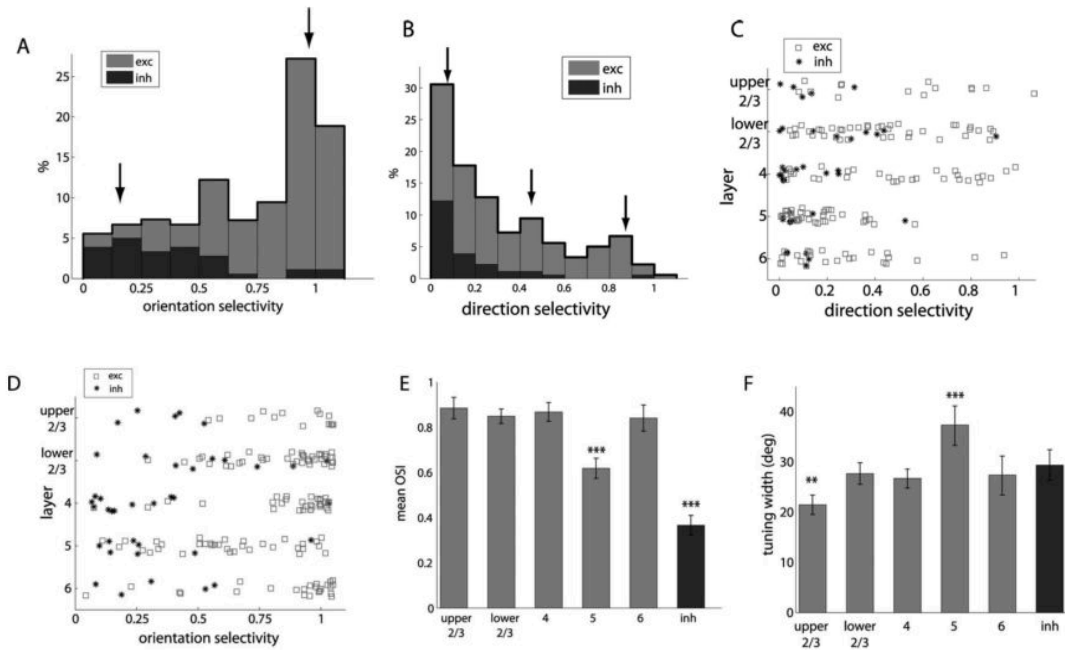 A
exc
inh
25
20
15
10
5
0
%
0 0.25 0.5 0.75 1
orientation selectivity
B
exc
inh
30
25
20
15
10
5
0
%
0 0.2 0.4 0.6 0.8 1
direction selectivity
C
exc
inh
upper
2/3
lower
2/3
4
5
6
layer
0 0.2 0.4 0.6 0.8 1
direction selectivity
D
exc
inh
upper
2/3
lower
2/3
4
5
6
layer
0 0.25 0.5 0.75 1
orientation selectivity
E
1
0.8
0.6
0.4
0.2
0
mean OSI
***
***
upper lower 4 5 6 inh
2/3 2/3
F
40
30
20
10
0
tuning width (deg)
**
***
upper lower 4 5 6 inh
2/3 2/3